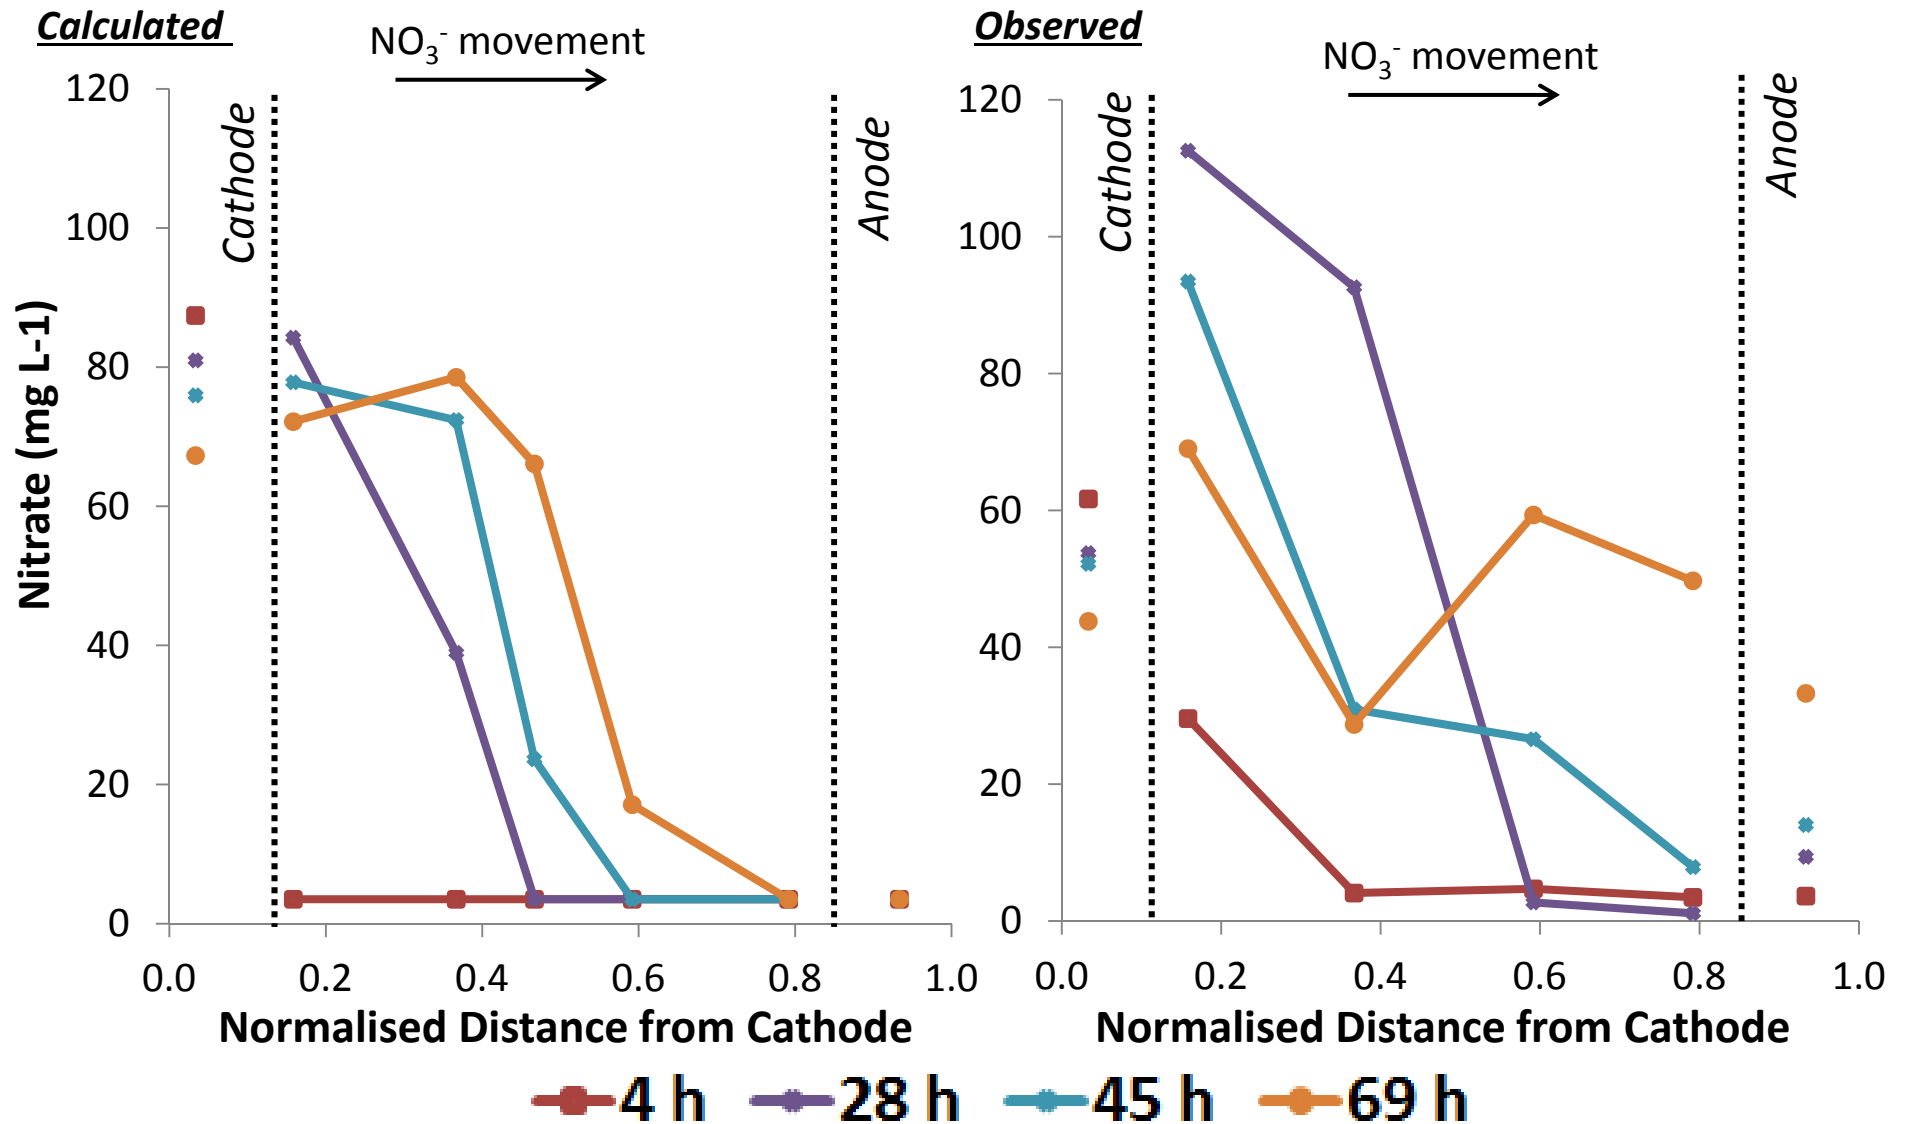 Calculated
NO₃⁻ movement
Cathode
Anode
120
100
80
60
40
20
0
Nitrate (mg L-1)
0.0 0.2 0.4 0.6 0.8 1.0
Normalised Distance from Cathode
Observed
NO₃⁻ movement
Cathode
Anode
120
100
80
60
40
20
0
0.0 0.2 0.4 0.6 0.8 1.0
Normalised Distance from Cathode
4 h 28 h 45 h 69 h